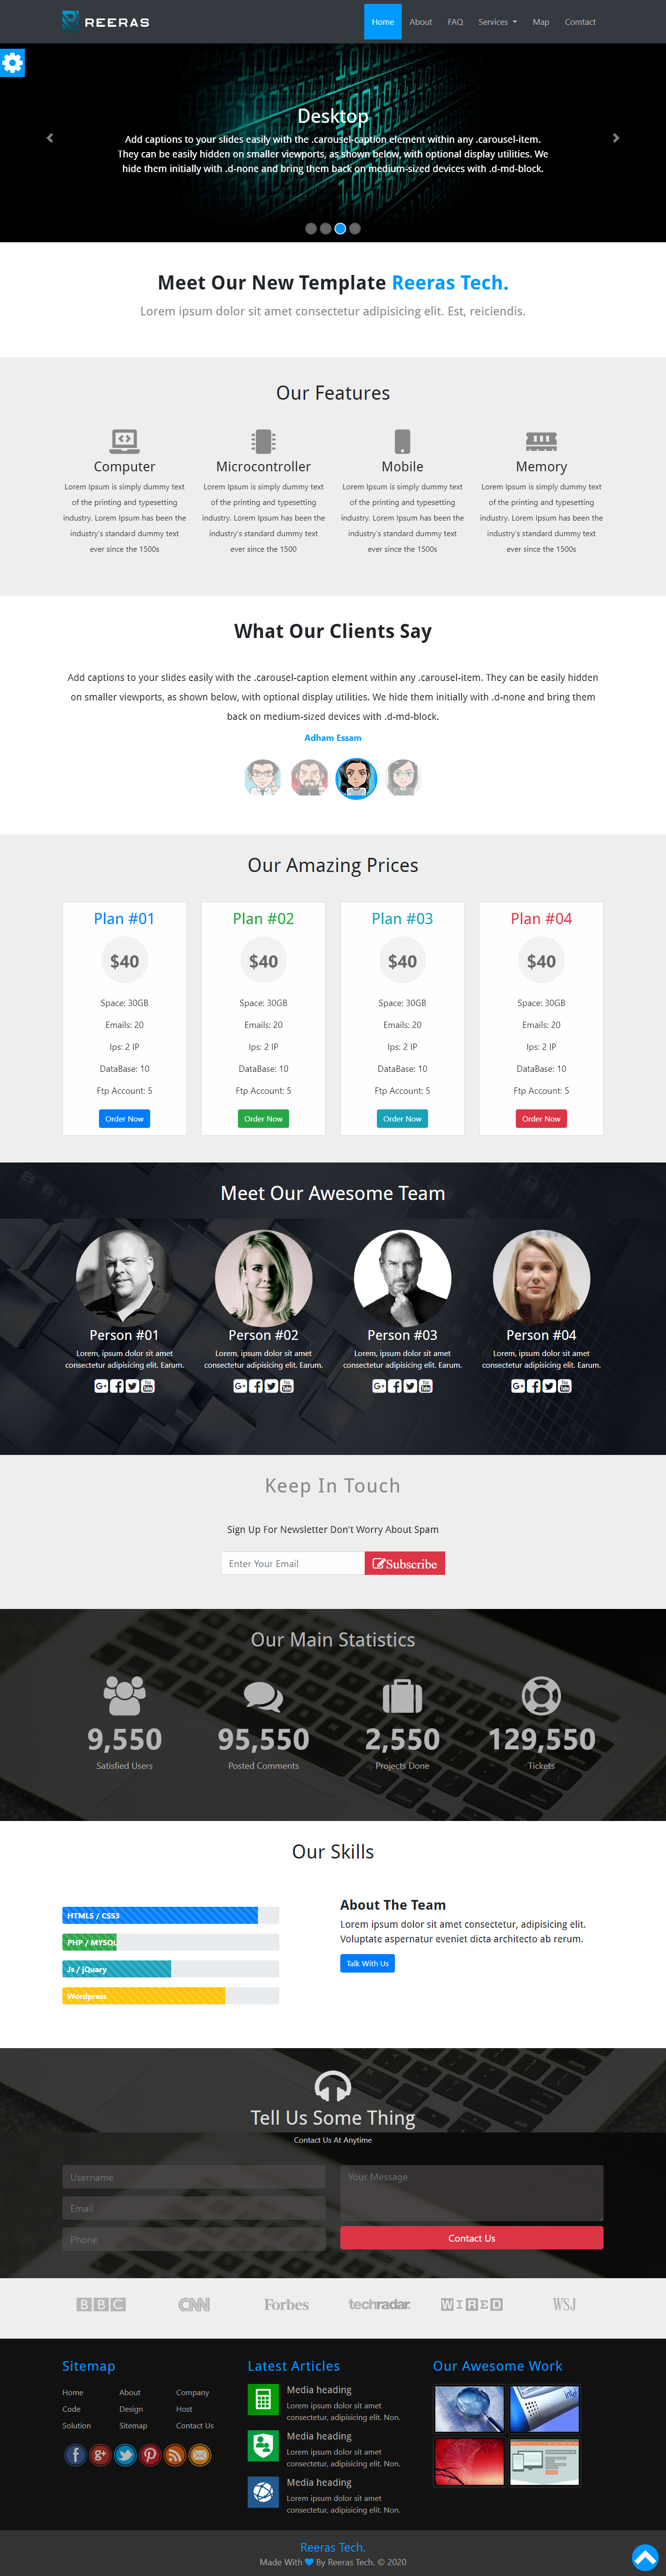 REERAS
Home About FAQ Services Map Comtact
Desktop
Add captions to your slides easily with the .carousel-caption element within any .carousel-item.
They can be easily hidden on smaller viewports, as shown below, with optional display utilities. We
hide them initially with .d-none and bring them back on medium-sized devices with .d-md-block.
Meet Our New Template Reeras Tech.
Lorem ipsum dolor sit amet consectetur adipisicing elit. Est, reiciendis.
Our Features
Computer
Lorem Ipsum is simply dummy text
of the printing and typesetting
industry. Lorem Ipsum has been the
industry's standard dummy text
ever since the 1500s
Microcontroller
Lorem Ipsum is simply dummy text
of the printing and typesetting
industry. Lorem Ipsum has been the
industry's standard dummy text
ever since the 1500
Mobile
Lorem Ipsum is simply dummy text
of the printing and typesetting
industry. Lorem Ipsum has been the
industry's standard dummy text
ever since the 1500s
Memory
Lorem Ipsum is simply dummy text
of the printing and typesetting
industry. Lorem Ipsum has been the
industry's standard dummy text
ever since the 1500s
What Our Clients Say
Add captions to your slides easily with the .carousel-caption element within any .carousel-item. They can be easily hidden
on smaller viewports, as shown below, with optional display utilities. We hide them initially with .d-none and bring them
back on medium-sized devices with .d-md-block.
Adham Essam
Our Amazing Prices
Plan #01
$40
Space: 30GB
Emails: 20
Ips: 2 IP
DataBase: 10
Ftp Account: 5
Order Now
Plan #02
$40
Space: 30GB
Emails: 20
Ips: 2 IP
DataBase: 10
Ftp Account: 5
Order Now
Plan #03
$40
Space: 30GB
Emails: 20
Ips: 2 IP
DataBase: 10
Ftp Account: 5
Order Now
Plan #04
$40
Space: 30GB
Emails: 20
Ips: 2 IP
DataBase: 10
Ftp Account: 5
Order Now
Meet Our Awesome Team
Person #01
Lorem, ipsum dolor sit amet
consectetur adipisicing elit. Earum.
Person #02
Lorem, ipsum dolor sit amet
consectetur adipisicing elit. Earum.
Person #03
Lorem, ipsum dolor sit amet
consectetur adipisicing elit. Earum.
Person #04
Lorem, ipsum dolor sit amet
consectetur adipisicing elit. Earum.
Keep In Touch
Sign Up For Newsletter Don't Worry About Spam
Enter Your Email
Subscribe
Our Main Statistics
9,550
Satisfied Users
95,550
Posted Comments
2,550
Projects Done
129,550
Tickets
Our Skills
HTML5 / CSS3
PHP / MYSQL
Js / jQuary
Wordpress
About The Team
Lorem ipsum dolor sit amet consectetur, adipisicing elit.
Voluptate aspernatur eveniet dicta architecto ab rerum.
Talk With Us
Tell Us Some Thing
Contact Us At Anytime
Username
Email
Phone
Your Message
Contact Us
BBC
CNN
Forbes
techradar.
WIRED
WSJ
Sitemap
Home About Company
Code Design Host
Solution Sitemap Contact Us
Latest Articles
Media heading
Lorem ipsum dolor sit amet
consectetur, adipisicing elit. Non.
Media heading
Lorem ipsum dolor sit amet
consectetur, adipisicing elit. Non.
Media heading
Lorem ipsum dolor sit amet
consectetur, adipisicing elit. Non.
Our Awesome Work
intel
Reeras Tech.
Made With By Reeras Tech. © 2020